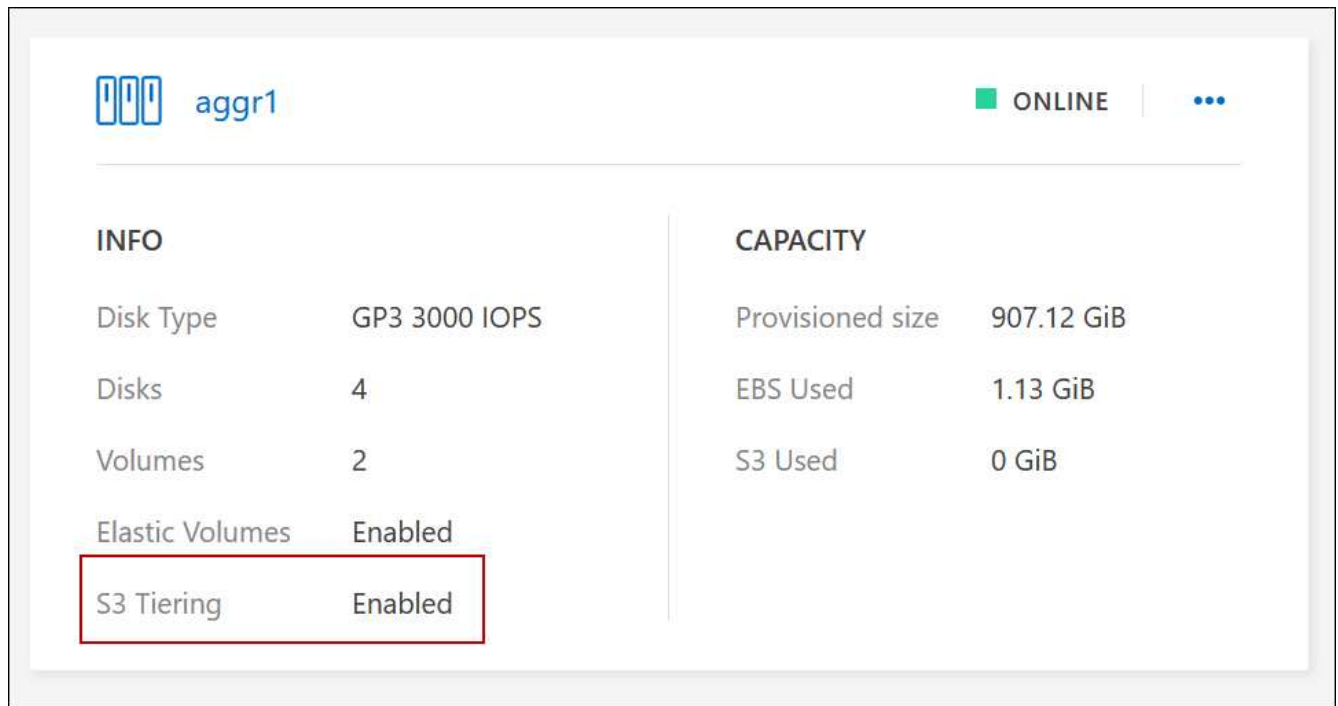 aggr1
ONLINE
INFO
Disk Type GP3 3000 IOPS
Disks 4
Volumes 2
Elastic Volumes Enabled
S3 Tiering Enabled
CAPACITY
Provisioned size 907.12 GiB
EBS Used 1.13 GiB
S3 Used 0 GiB